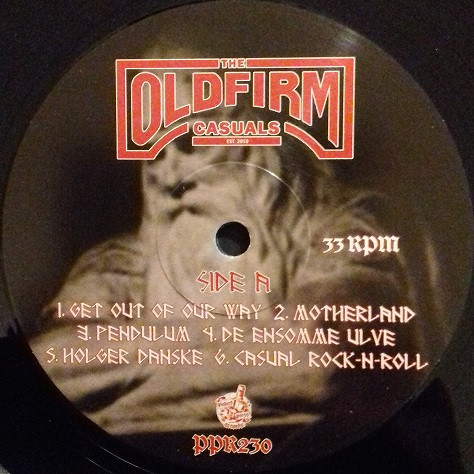 THE
OLDFIRM
CASUALS
EST. 2010
33 RPM
SIDE A
1. GET OUT OF OUR WAY 2. MOTHERLAND
3. PENDULUM 4. DE ENSOMME ULVE
5. HOLGER DANSKE 6. CASUAL ROCK-N-ROLL
PPR230